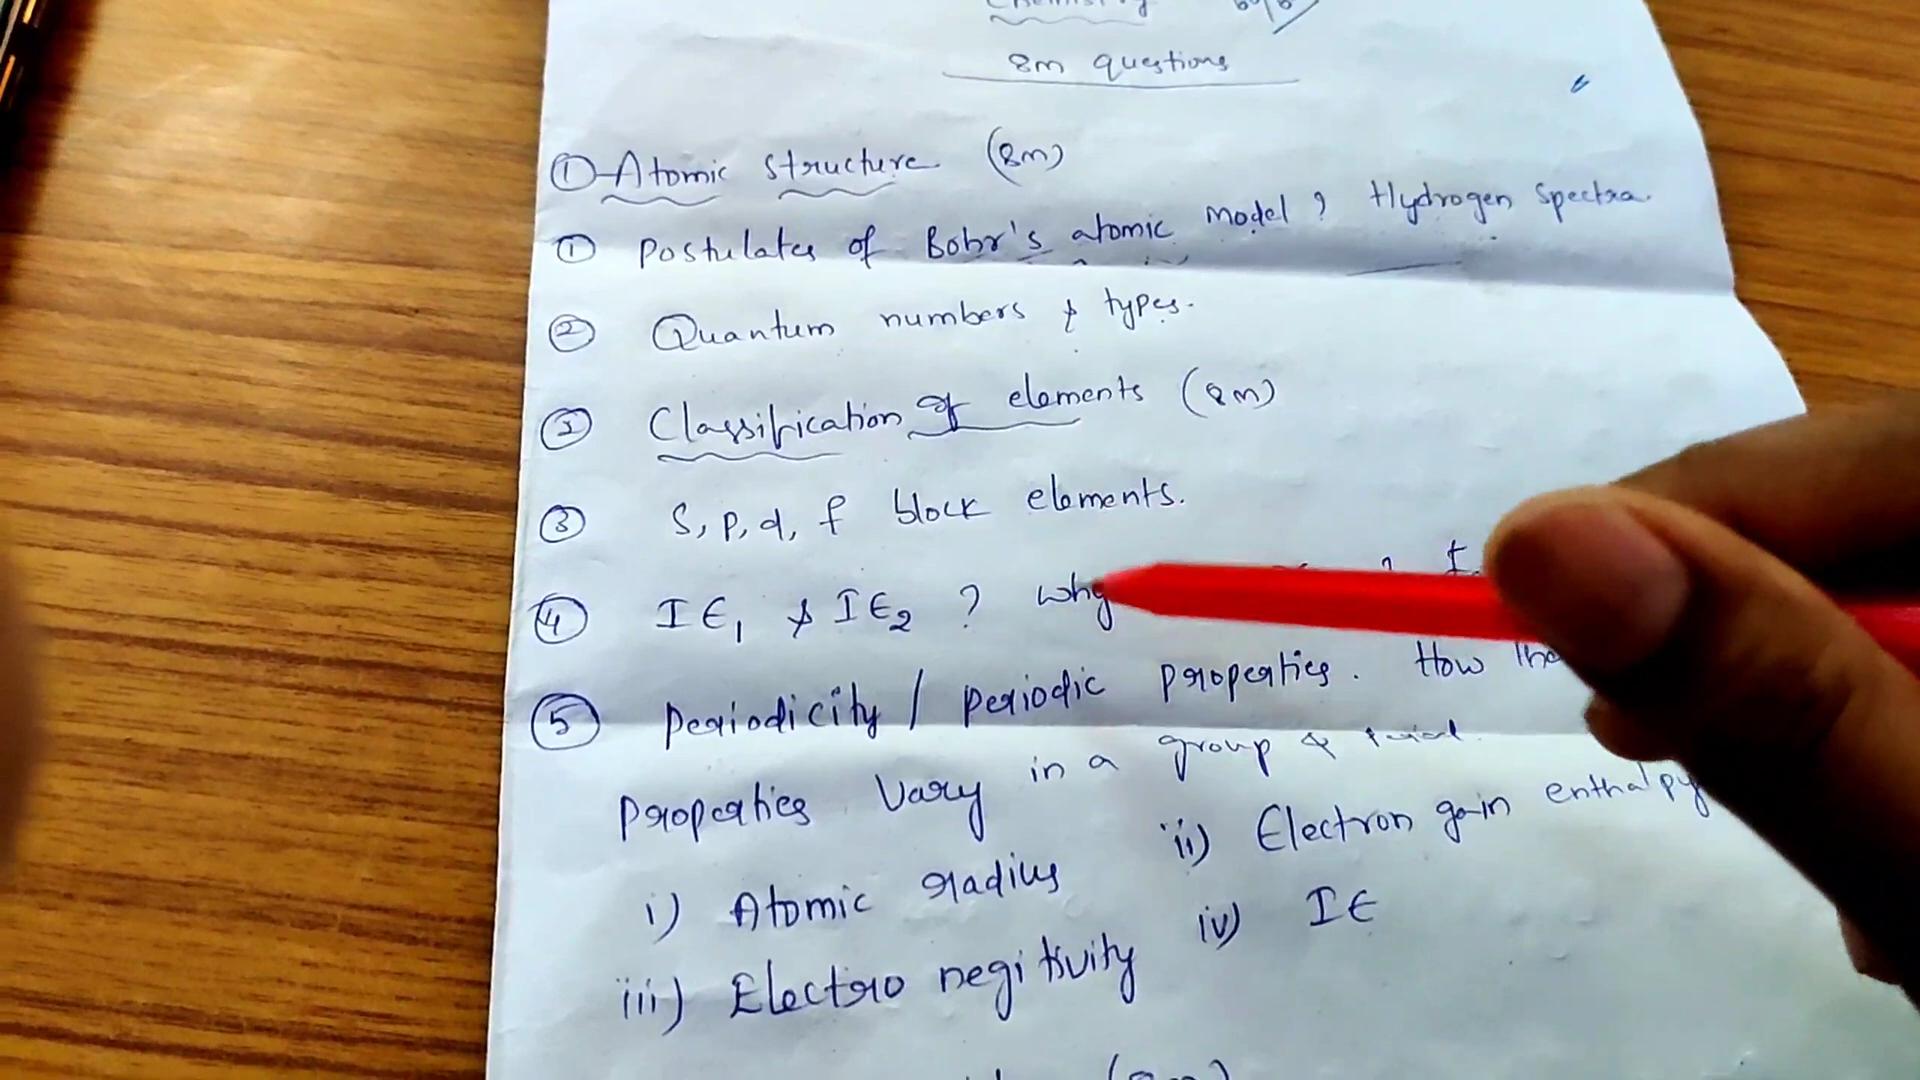 Chemistry
8m questions
① Atomic structure (8m)
① Postulates of Bohr's atomic model? Hydrogen Spectra.
② Quantum numbers & types.
② Classification of elements (8m)
③ S, p, d, f block elements.
④ IE₁ & IE₂ ? why
⑤ Periodicity / periodic properties. How the
properties vary in a group &
i) Atomic radius ii) Electron gain enthalpy
iii) Electro negitivity iv) IE